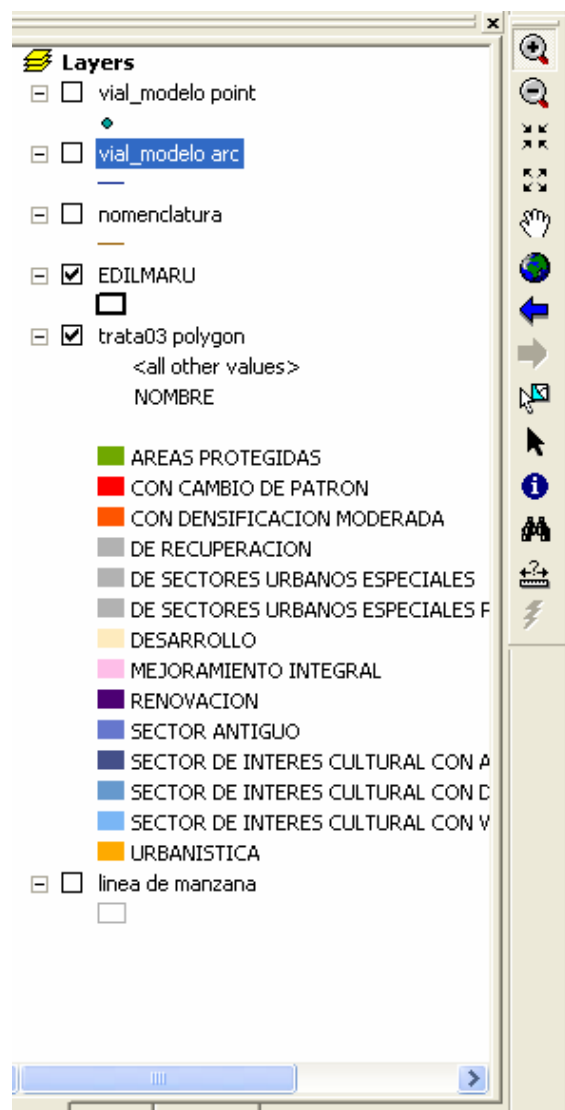 Layers
vial_modelo point
vial_modelo arc
nomenclatura
EDILMARU
trata03 polygon
<all other values>
NOMBRE
AREAS PROTEGIDAS
CON CAMBIO DE PATRON
CON DENSIFICACION MODERADA
DE RECUPERACION
DE SECTORES URBANOS ESPECIALES
DE SECTORES URBANOS ESPECIALES F
DESARROLLO
MEJORAMIENTO INTEGRAL
RENOVACION
SECTOR ANTIGUO
SECTOR DE INTERES CULTURAL CON A
SECTOR DE INTERES CULTURAL CON D
SECTOR DE INTERES CULTURAL CON V
URBANISTICA
linea de manzana